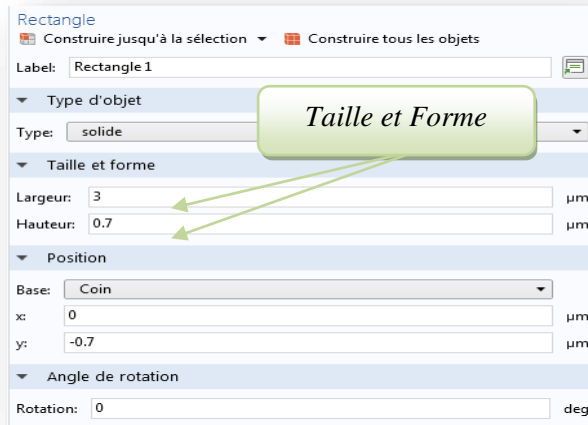 Rectangle
Construire jusqu'à la sélection Construire tous les objets
Label: Rectangle 1
Type d'objet
Taille et Forme
Type: solide
Taille et forme
Largeur: 3 µm
Hauteur: 0.7 µm
Position
Base: Coin
x: 0 µm
y: -0.7 µm
Angle de rotation
Rotation: 0 deg